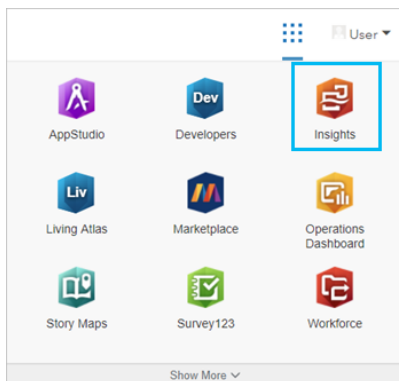 User
AppStudio
Dev
Developers
Insights
Liv
Living Atlas
Marketplace
Operations
Dashboard
Story Maps
Survey123
Workforce
Show More